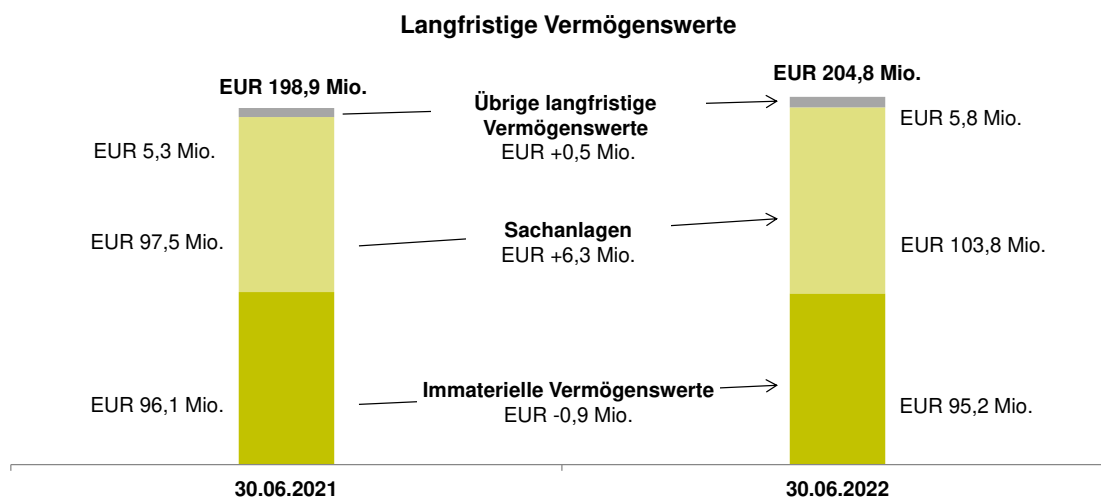 Langfristige Vermögenswerte
EUR 198,9 Mio.
EUR 204,8 Mio.
Übrige langfristige
Vermögenswerte
EUR +0,5 Mio.
EUR 5,3 Mio.
EUR 5,8 Mio.
Sachanlagen
EUR +6,3 Mio.
EUR 97,5 Mio.
EUR 103,8 Mio.
Immaterielle Vermögenswerte
EUR -0,9 Mio.
EUR 96,1 Mio.
EUR 95,2 Mio.
30.06.2021
30.06.2022